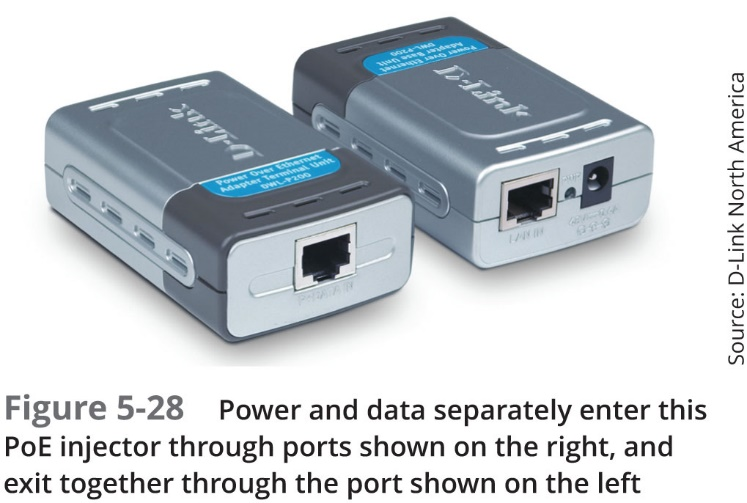 D-Link
Power Over Ethernet
Adapter Terminal Unit
DWL-P200
Power Over Ethernet
Adapter Base Unit
DWL-P200
D-Link
LAN IN
Source: D-Link North America
Figure 5-28 Power and data separately enter this
PoE injector through ports shown on the right, and
exit together through the port shown on the left